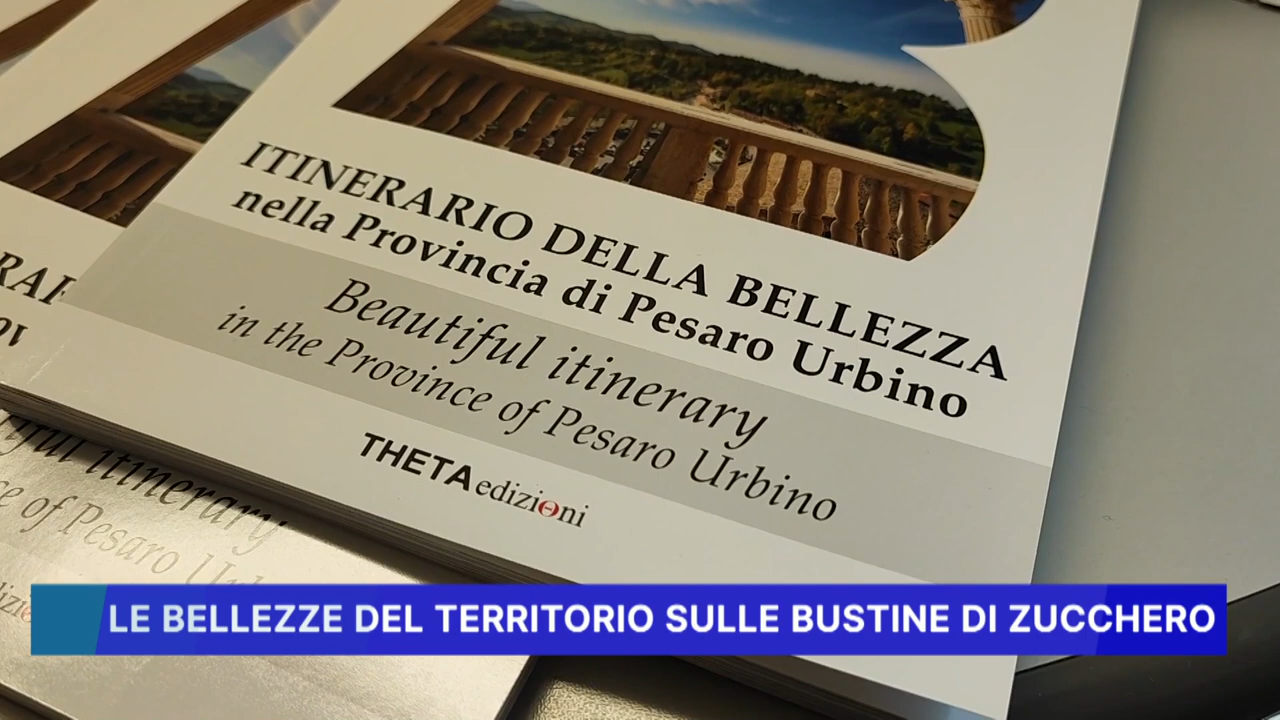 ITINERARIO DELLA BELLEZZA
nella Provincia di Pesaro Urbino
Beautiful itinerary
in the Province of Pesaro Urbino
THETA edizioni
itinerary
of Pesaro
LE BELLEZZE DEL TERRITORIO SULLE BUSTINE DI ZUCCHERO